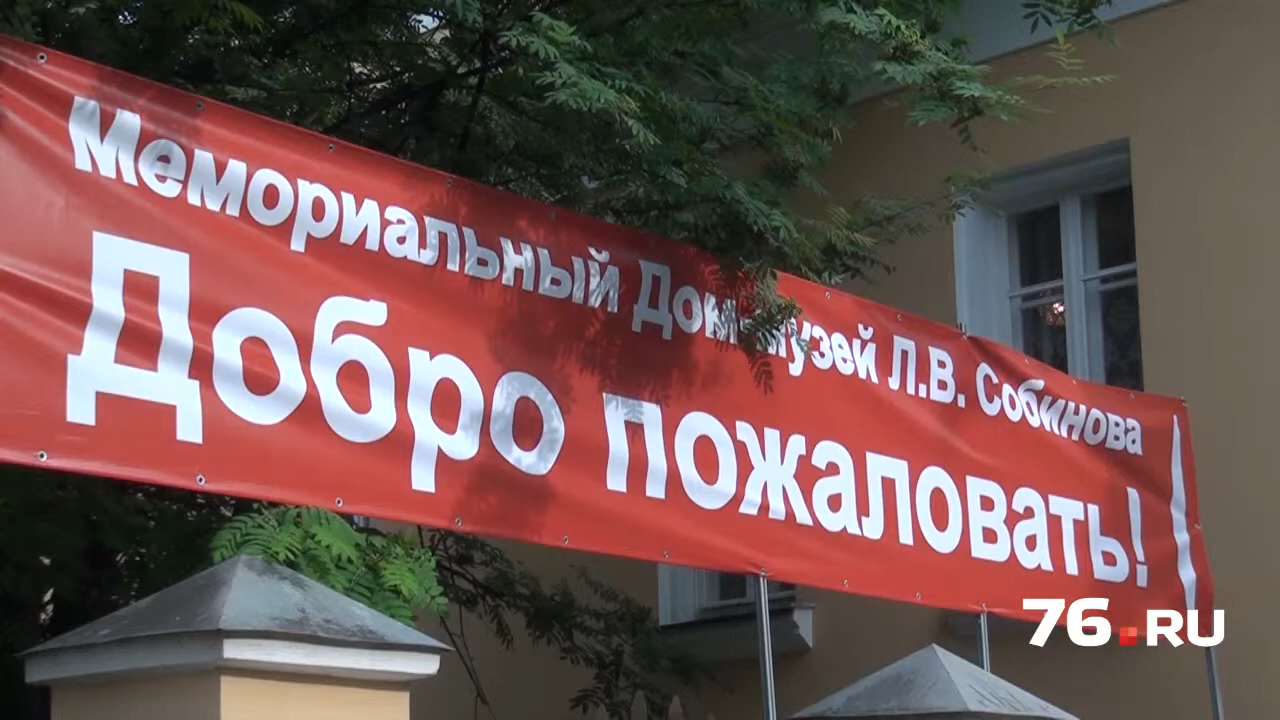 Мемориальный Дом-музей Л.В. Собинова
Добро пожаловать!
76.RU